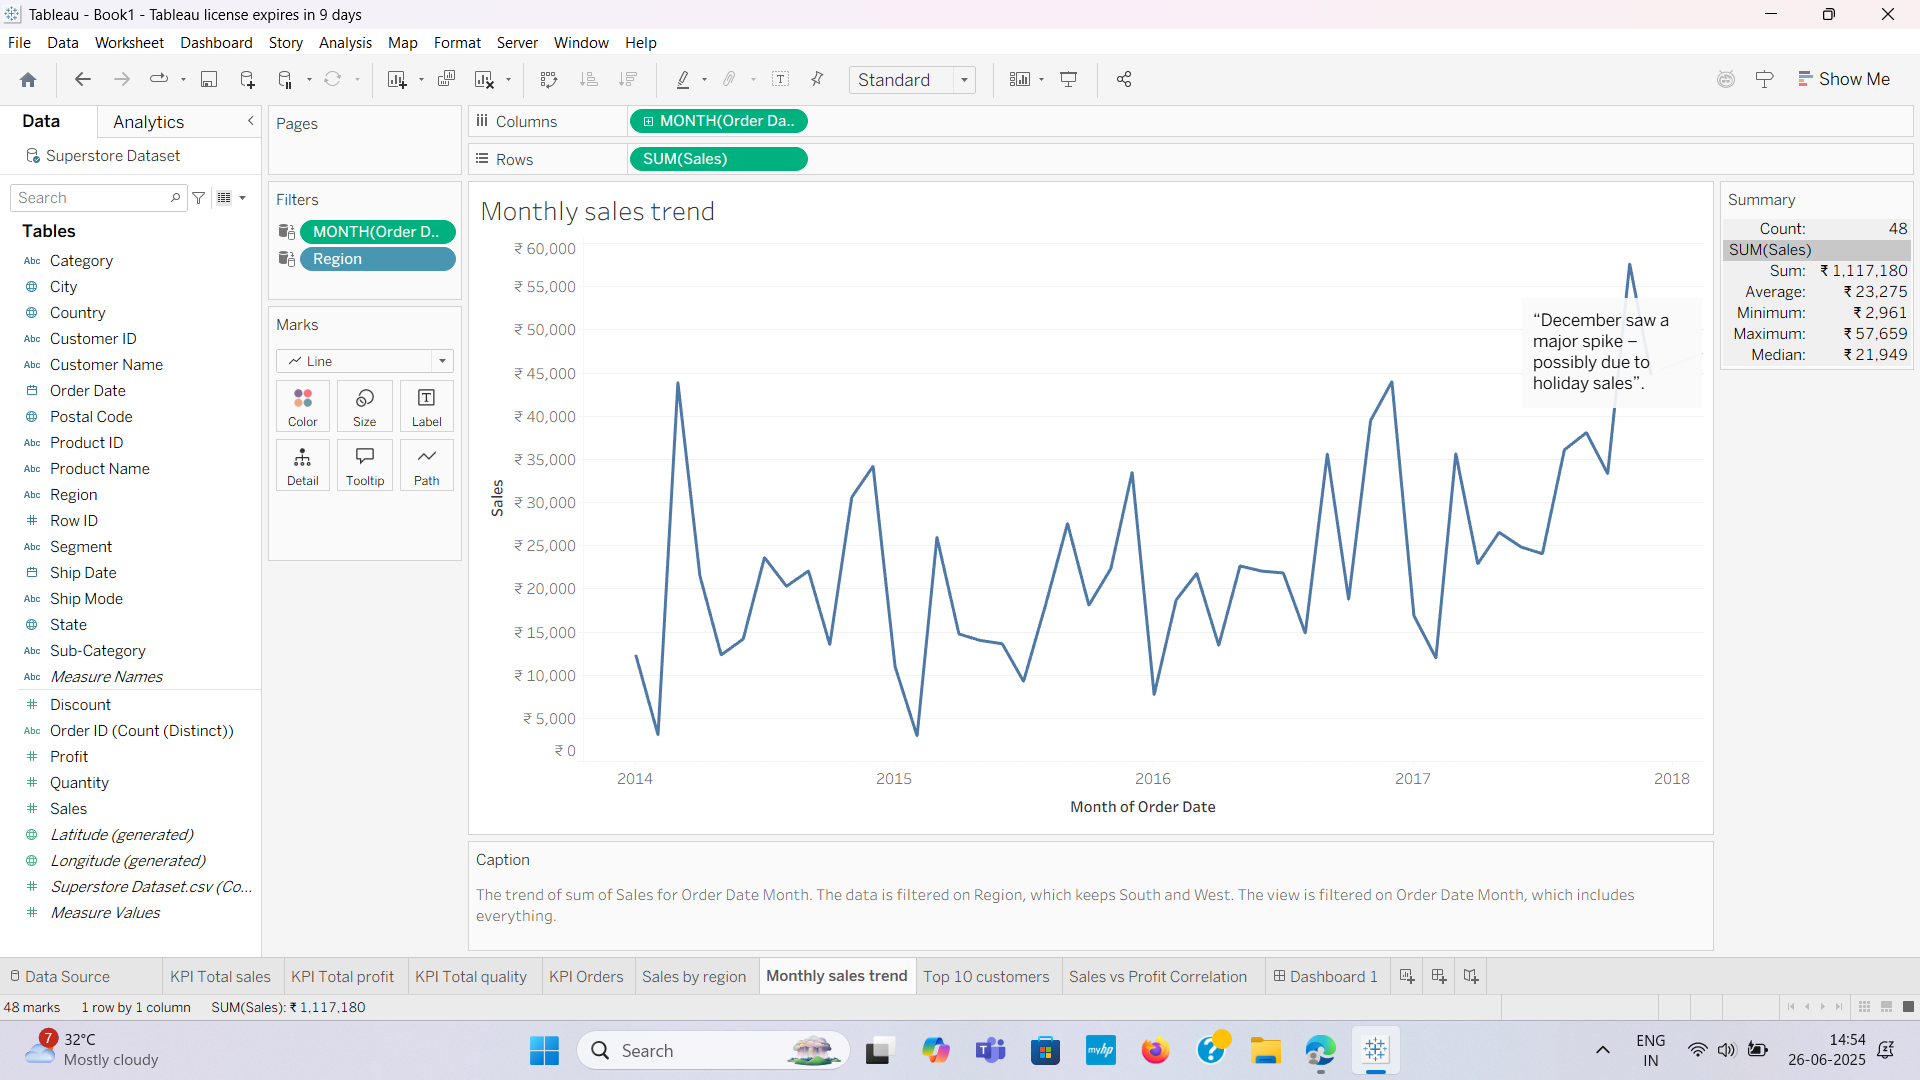 Tableau - Book1 - Tableau license expires in 9 days
File Data Worksheet Dashboard Story Analysis Map Format Server Window Help
Standard
Show Me
Data
Analytics
Superstore Dataset
Search
Tables
Abc Category
City
Country
Abc Customer ID
Abc Customer Name
Order Date
Postal Code
Abc Product ID
Abc Product Name
Abc Region
# Row ID
Abc Segment
Ship Date
Abc Ship Mode
State
Abc Sub-Category
Abc Measure Names
# Discount
Abc Order ID (Count (Distinct))
# Profit
# Quantity
# Sales
Latitude (generated)
Longitude (generated)
# Superstore Dataset.csv (Co...
# Measure Values
Pages
Filters
MONTH(Order D..
Region
Marks
Line
Color Size Label
Detail Tooltip Path
Columns
MONTH(Order Da..
Rows
SUM(Sales)
Monthly sales trend
₹ 60,000
₹ 55,000
₹ 50,000
₹ 45,000
₹ 40,000
₹ 35,000
₹ 30,000
₹ 25,000
₹ 20,000
₹ 15,000
₹ 10,000
₹ 5,000
₹ 0
Sales
2014 2015 2016 2017 2018
Month of Order Date
“December saw a
major spike –
possibly due to
holiday sales”.
Summary
Count: 48
SUM(Sales)
Sum: ₹ 1,117,180
Average: ₹ 23,275
Minimum: ₹ 2,961
Maximum: ₹ 57,659
Median: ₹ 21,949
Caption
The trend of sum of Sales for Order Date Month. The data is filtered on Region, which keeps South and West. The view is filtered on Order Date Month, which includes
everything.
Data Source KPI Total sales KPI Total profit KPI Total quality KPI Orders Sales by region Monthly sales trend Top 10 customers Sales vs Profit Correlation Dashboard 1
48 marks 1 row by 1 column SUM(Sales): ₹ 1,117,180
7
32°C
Mostly cloudy
Search
myhp
ENG
IN
14:54
26-06-2025